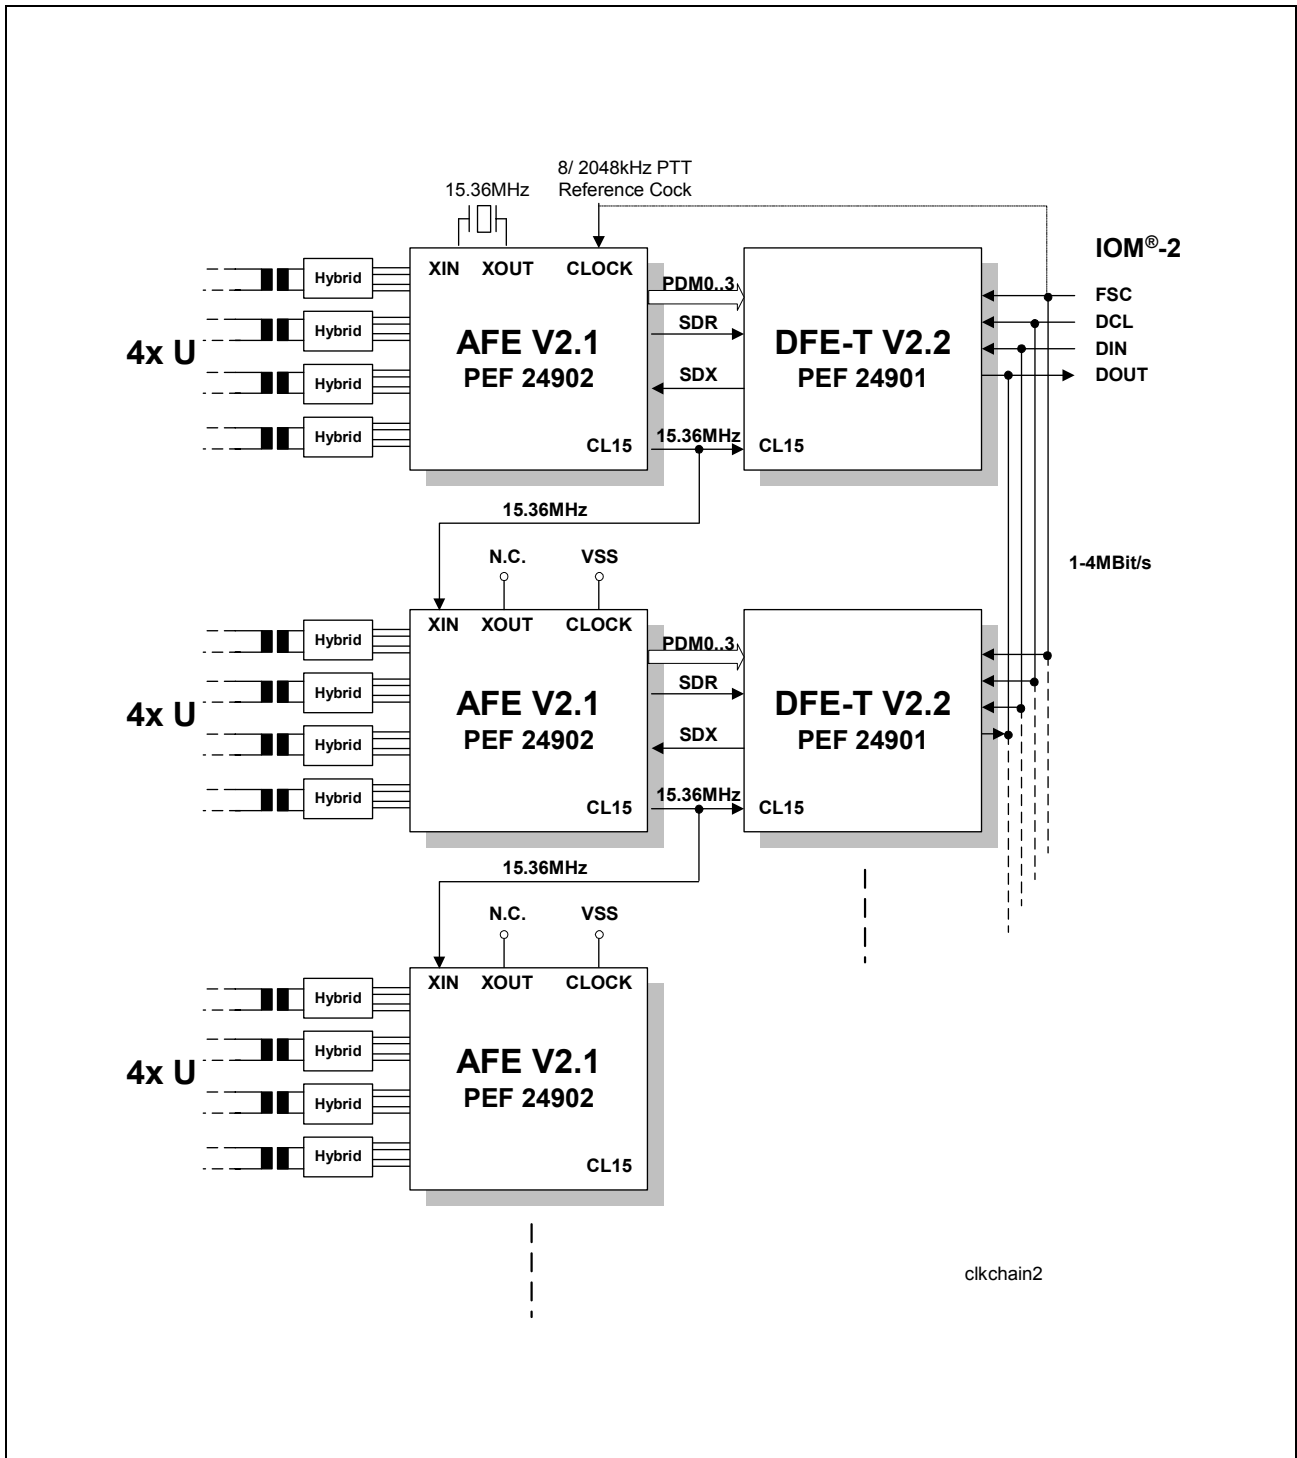 8/ 2048kHz PTT
Reference Cock
15.36MHz
IOM®-2
XIN XOUT CLOCK
Hybrid
PDM0..3
FSC
SDR
DCL
Hybrid
4x U
AFE V2.1
PEF 24902
DFE-T V2.2
PEF 24901
DIN
DOUT
Hybrid
SDX
Hybrid
CL15
15.36MHz
CL15
15.36MHz
N.C.
VSS
1-4MBit/s
XIN XOUT CLOCK
Hybrid
PDM0..3
Hybrid
SDR
4x U
AFE V2.1
PEF 24902
DFE-T V2.2
PEF 24901
Hybrid
SDX
Hybrid
CL15
15.36MHz
CL15
15.36MHz
N.C.
VSS
XIN XOUT CLOCK
Hybrid
Hybrid
4x U
AFE V2.1
PEF 24902
Hybrid
Hybrid
CL15
clkchain2